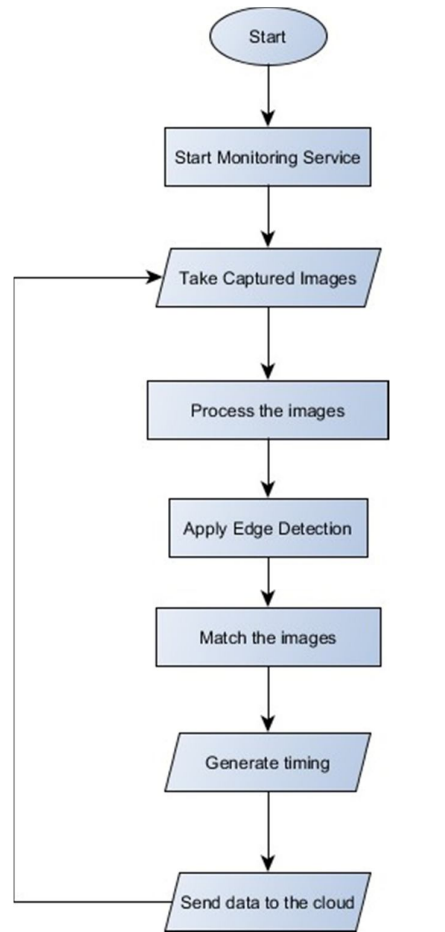 Start
Start Monitoring Service
Take Captured Images
Process the images
Apply Edge Detection
Match the images
Generate timing
Send data to the cloud